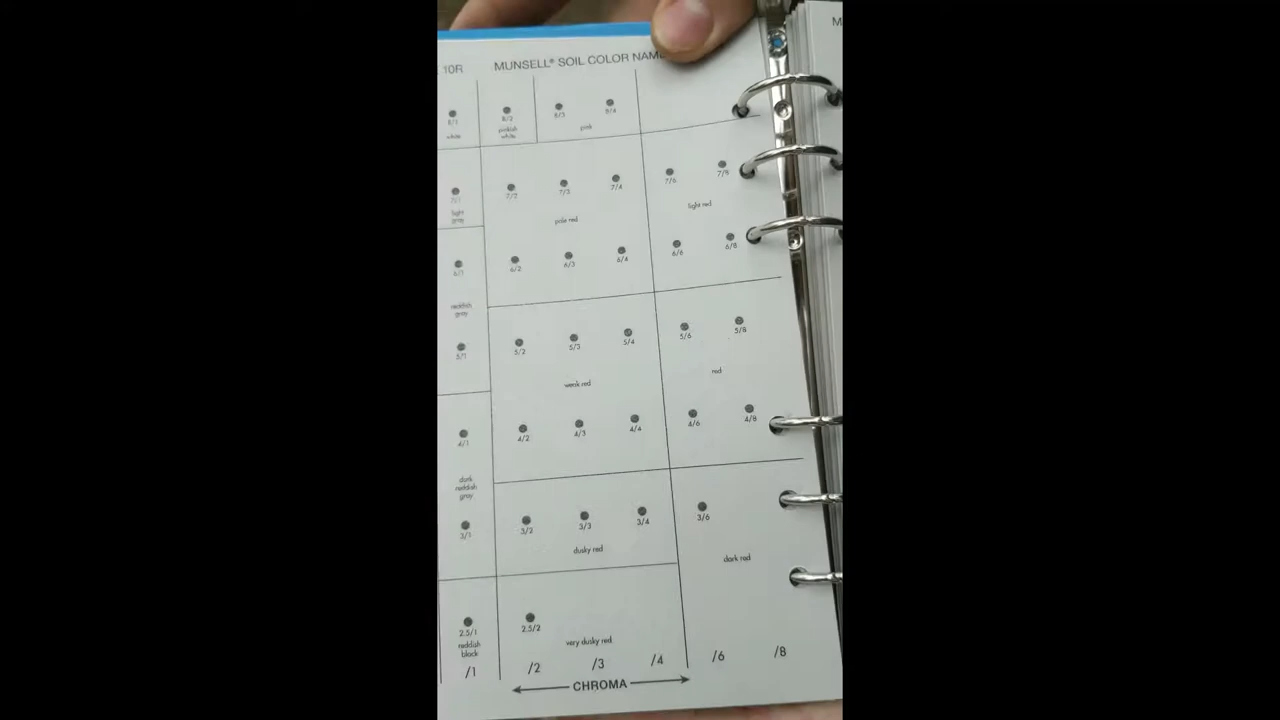 10R MUNSELL® SOIL COLOR NAME
8/1 8/2 8/3 8/4
white pinkish white pink
7/1 7/2 7/3 7/4 7/6 7/8
light gray pale red light red
6/1 6/2 6/3 6/4 6/6 6/8
reddish gray
5/1 5/2 5/3 5/4 5/6 5/8
weak red red
4/1 4/2 4/3 4/4 4/6 4/8
dark reddish gray
3/1 3/2 3/3 3/4 3/6
dusky red dark red
2.5/1 2.5/2
reddish black very dusky red
/1 /2 /3 /4 /6 /8
CHROMA
M